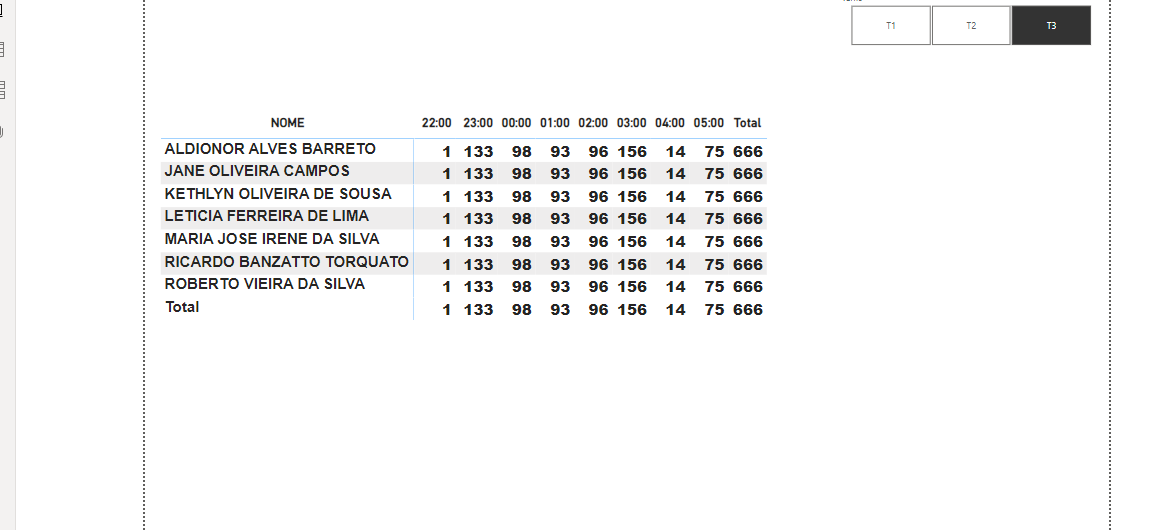 T1 T2 T3
NOME 22:00 23:00 00:00 01:00 02:00 03:00 04:00 05:00 Total
ALDIONOR ALVES BARRETO 1 133 98 93 96 156 14 75 666
JANE OLIVEIRA CAMPOS 1 133 98 93 96 156 14 75 666
KETHLYN OLIVEIRA DE SOUSA 1 133 98 93 96 156 14 75 666
LETICIA FERREIRA DE LIMA 1 133 98 93 96 156 14 75 666
MARIA JOSE IRENE DA SILVA 1 133 98 93 96 156 14 75 666
RICARDO BANZATTO TORQUATO 1 133 98 93 96 156 14 75 666
ROBERTO VIEIRA DA SILVA 1 133 98 93 96 156 14 75 666
Total 1 133 98 93 96 156 14 75 666